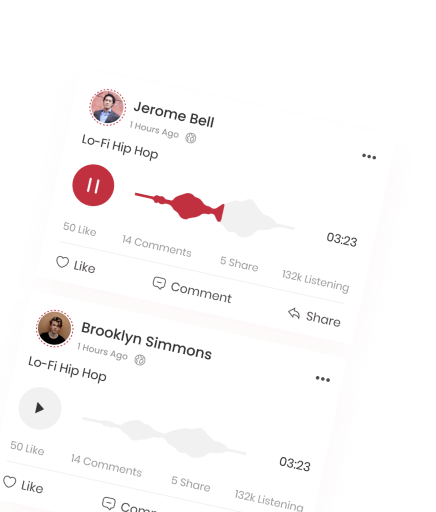 Jerome Bell
1 Hours Ago
Lo-Fi Hip Hop
03:23
50 Like
14 Comments
5 Share
132k Listening
Like
Comment
Share
Brooklyn Simmons
1 Hours Ago
Lo-Fi Hip Hop
03:23
50 Like
14 Comments
5 Share
132k Listening
Like